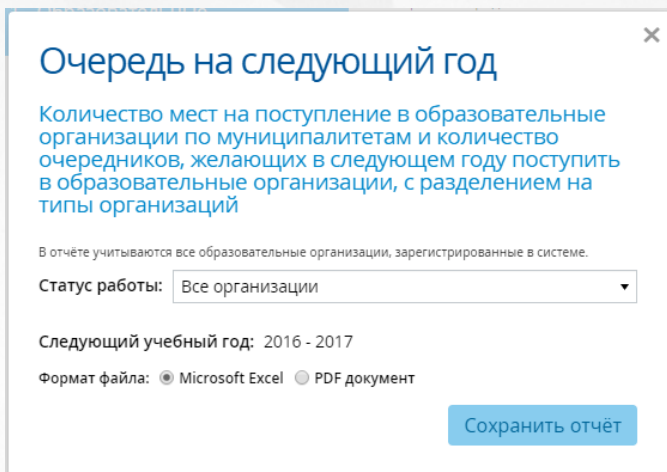 Очередь на следующий год
Количество мест на поступление в образовательные
организации по муниципалитетам и количество
очередников, желающих в следующем году поступить
в образовательные организации, с разделением на
типы организаций
В отчёте учитываются все образовательные организации, зарегистрированные в системе.
Статус работы: Все организации
Следующий учебный год: 2016 - 2017
Формат файла: Microsoft Excel PDF документ
Сохранить отчёт